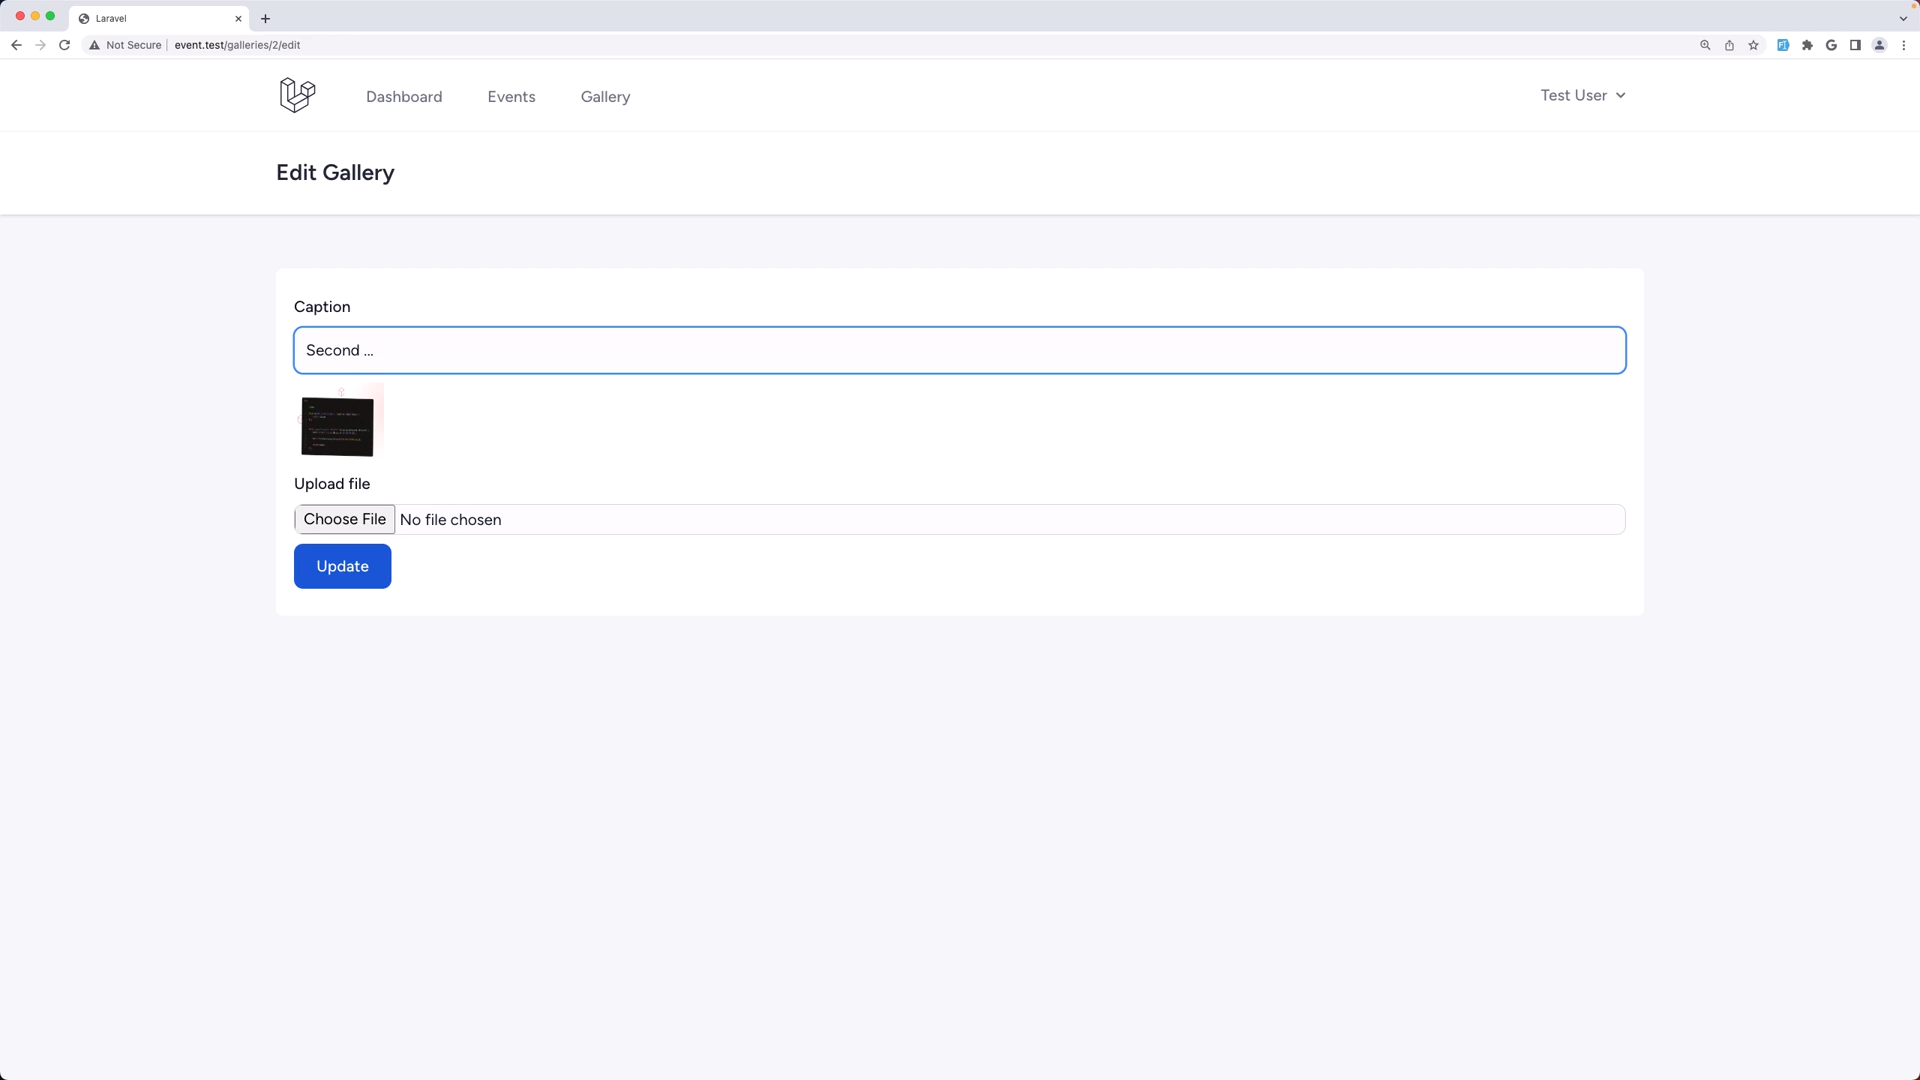 Laravel
Not Secure event.test/galleries/2/edit
Dashboard Events Gallery Test User
Edit Gallery
Caption
Second ...
Upload file
Choose File No file chosen
Update